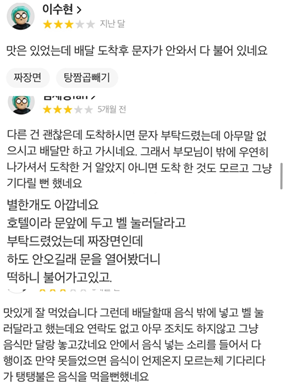 이수현 >
★★★★★ 지난 달
맛은 있었는데 배달 도착후 문자가 안와서 다 불어 있네요
짜장면
탕짬곱빼기
★★★★★ 5개월 전
다른 건 괜찮은데 도착하시면 문자 부탁드렸는데 아무말 없
으시고 배달만 하고 가시네요. 그래서 부모님이 밖에 우연히
나가셔서 도착한 거 알았지 아니면 도착 한 것도 모르고 그냥
기다릴 뻔 했네요
별한개도 아깝네요
호텔이라 문앞에 두고 벨 눌러달라고
부탁드렸었는데 짜장면인데
하도 안오길래 문을 열어봤더니
떡하니 불어가고있고.
맛있게 잘 먹었습니다 그런데 배달할때 음식 밖에 넣고 벨 눌
러달라고 했는데요 연락도 없고 아무 조치도 하지않고 그냥
음식만 달랑 놓고갔네요 안에서 음식 넣는 소리를 들어서 다
행이죠 만약 못들었으면 음식이 언제온지 모르는체 기다리다
가 탱탱불은 음식을 먹을뻔했네요